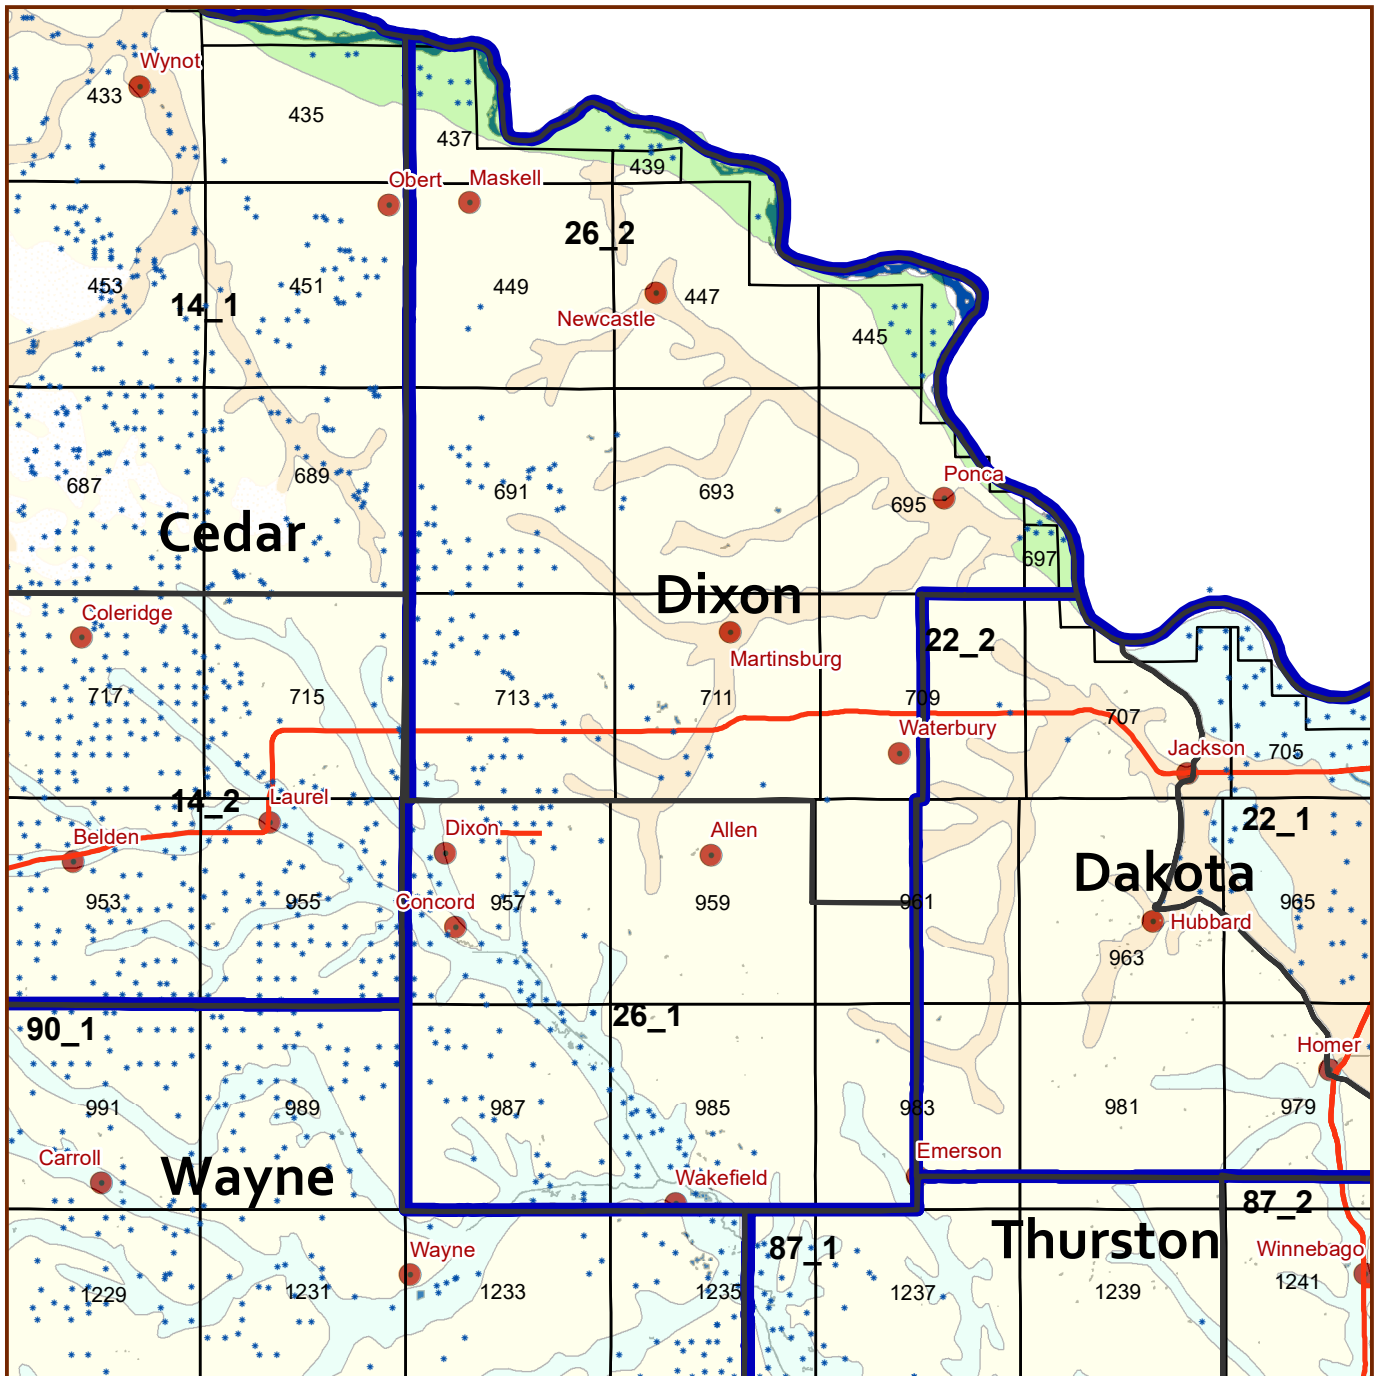 Wynot
433
435
437
439
Obert
Maskell
26_2
453
14_1
451
449
447
Newcastle
445
687
689
691
693
695
Ponca
Cedar
697
Dixon
Coleridge
22_2
Martinsburg
717
715
713
711
709
707
Waterbury
Jackson
705
14_2
Laurel
Belden
Dixon
Allen
22_1
Dakota
953
955
Concord
957
959
961
965
Hubbard
963
90_1
26_1
Homer
991
989
987
985
983
981
979
Carroll
Wayne
Emerson
Wakefield
87_2
Wayne
87_1
Thurston
Winnebago
1229
1231
1233
1235
1237
1239
1241